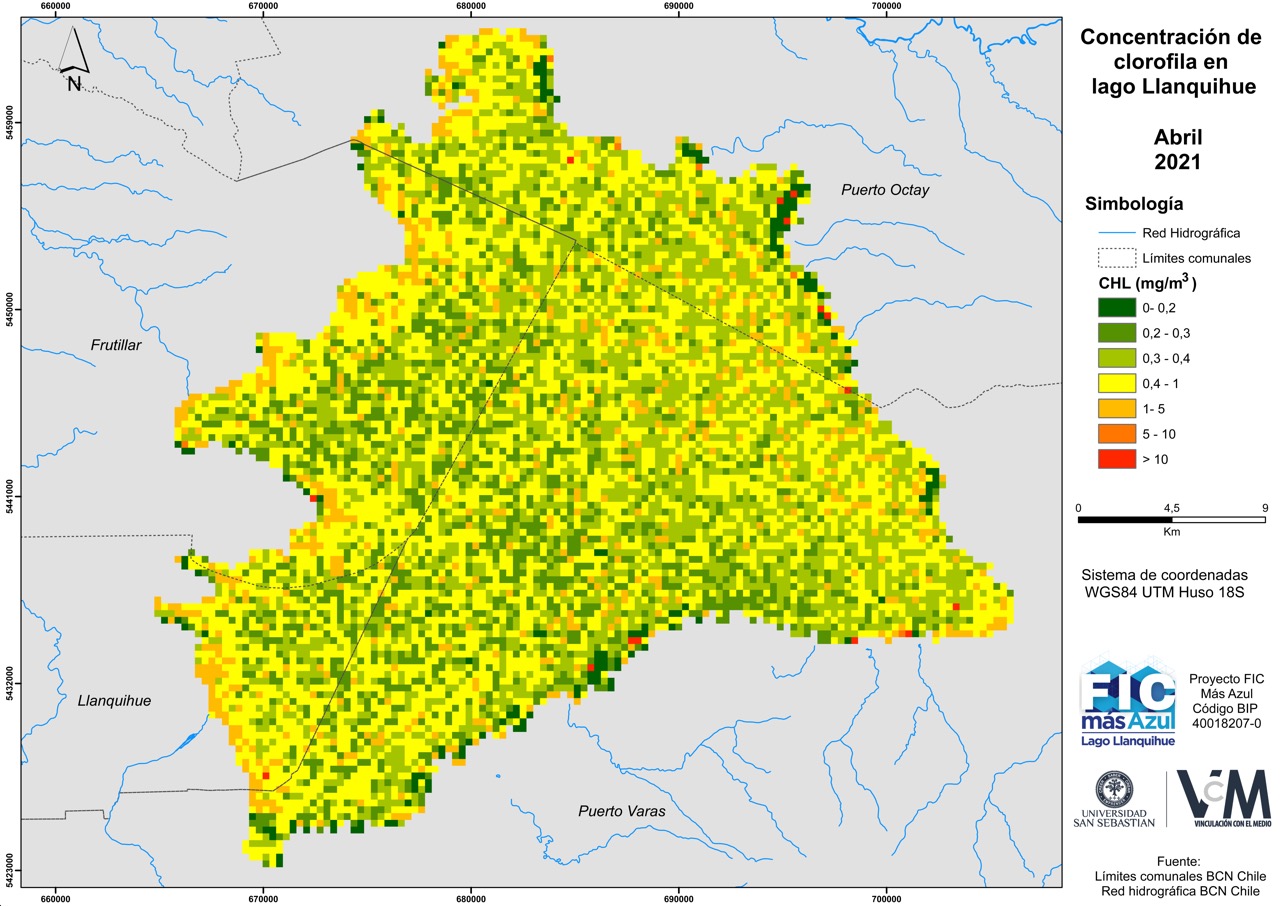 660000 670000 680000 690000 700000
Concentración de
clorofila en
lago Llanquihue
Abril
2021
Simbología
Red Hidrográfica
Límites comunales
CHL (mg/m³ )
0- 0,2
0,2 - 0,3
0,3 - 0,4
0,4 - 1
1- 5
5 - 10
> 10
0 4,5 9
Km
Sistema de coordenadas
WGS84 UTM Huso 18S
FIC
más Azul
Lago Llanquihue
Proyecto FIC
Más Azul
Código BIP
40018207-0
UNIVERSIDAD
SAN SEBASTIAN
VcM
VINCULACIÓN CON EL MEDIO
Fuente:
Límites comunales BCN Chile
Red hidrográfica BCN Chile
N
Puerto Octay
Frutillar
Llanquihue
Puerto Varas
5459000
5450000
5441000
5432000
5423000
660000 670000 680000 690000 700000